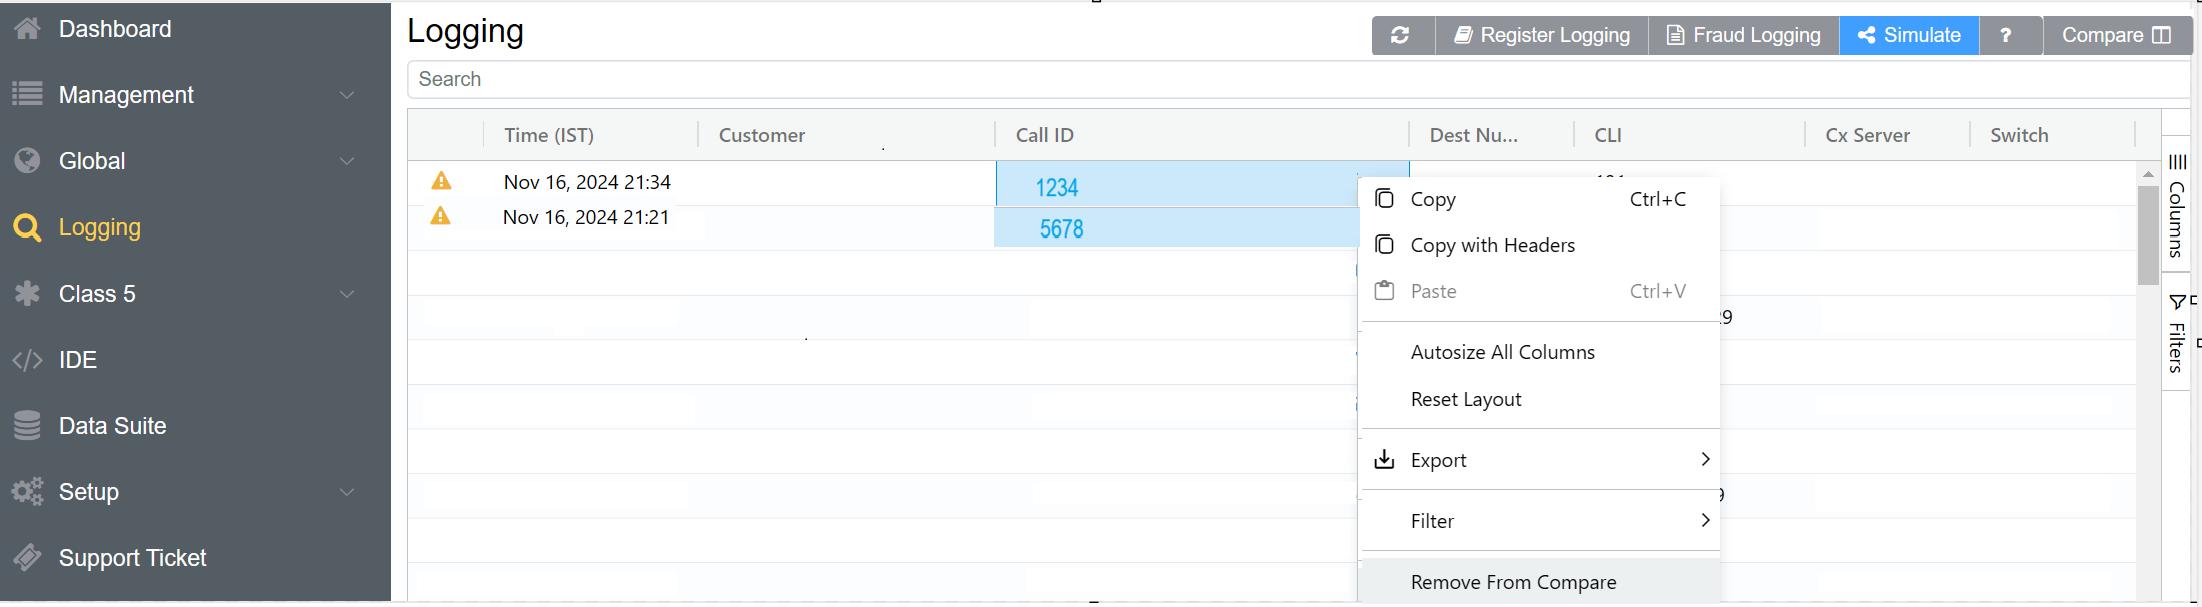 Dashboard
Management
Global
Logging
Class 5
IDE
Data Suite
Setup
Support Ticket
Logging
Register Logging
Fraud Logging
Simulate
?
Compare
Search
Time (IST)
Customer
Call ID
Dest Nu...
CLI
Cx Server
Switch
Nov 16, 2024 21:34
1234
Nov 16, 2024 21:21
5678
Copy Ctrl+C
Copy with Headers
Paste Ctrl+V
Autosize All Columns
Reset Layout
Export
Filter
Remove From Compare
9
9
Columns
Filters